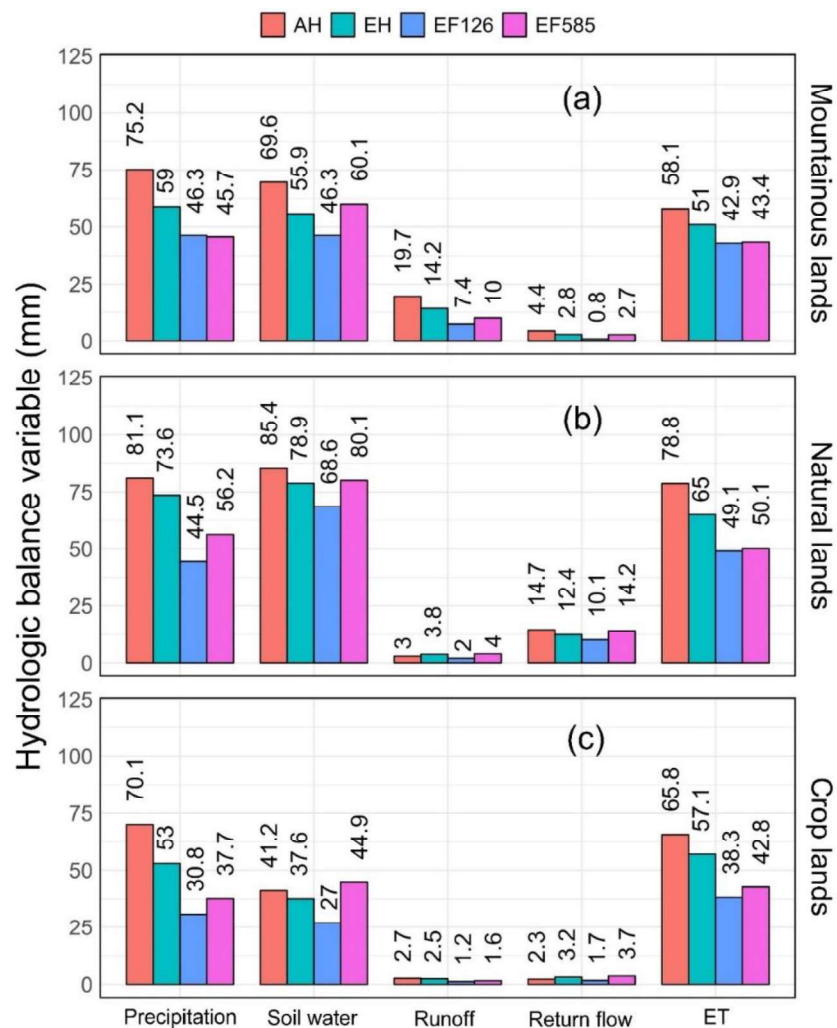 AH EH EF126 EF585
Hydrologic balance variable (mm)
(a)
Mountainous lands
125
100
75
50
25
0
75.2 59 46.3 45.7
69.6 55.9 46.3 60.1
19.7 14.2 7.4 10
4.4 2.8 0.8 2.7
58.1 51 42.9 43.4
(b)
Natural lands
125
100
75
50
25
0
81.1 73.6 44.5 56.2
85.4 78.9 68.6 80.1
3 3.8 2 4
14.7 12.4 10.1 14.2
78.8 65 49.1 50.1
(c)
Crop lands
125
100
75
50
25
0
70.1 53 30.8 37.7
41.2 37.6 27 44.9
2.7 2.5 1.2 1.6
2.3 3.2 1.7 3.7
65.8 57.1 38.3 42.8
Precipitation Soil water Runoff Return flow ET